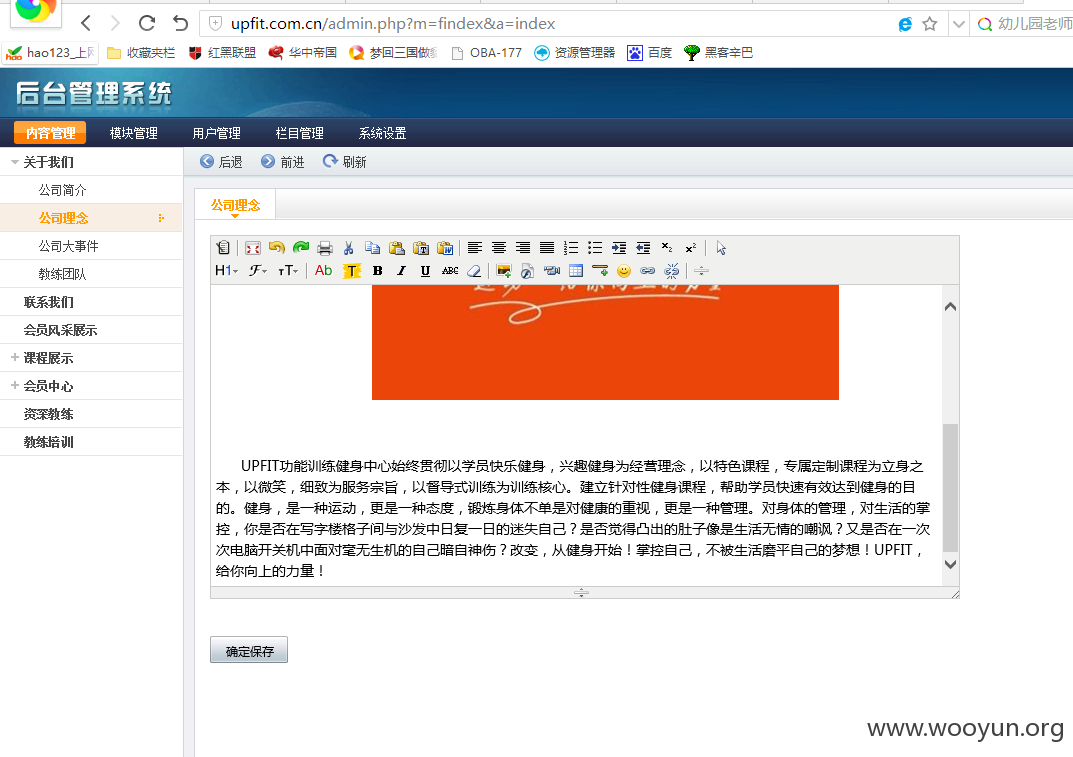 upfit.com.cn/admin.php?m=findex&a=index
幼儿园老师
hao123_上网 收藏夹栏 红黑联盟 华中帝国 梦回三国做 OBA-177 资源管理器 百度 黑客辛巴
后台管理系统
内容管理 模块管理 用户管理 栏目管理 系统设置
关于我们
后退 前进 刷新
公司简介
公司理念
公司理念
公司大事件
教练团队
联系我们
会员风采展示
课程展示
会员中心
资深教练
教练培训
H1 F TT Ab T B I U ABC
UPFIT功能训练健身中心始终贯彻以学员快乐健身，兴趣健身为经营理念，以特色课程，专属定制课程为立身之
本，以微笑，细致为服务宗旨，以督导式训练为训练核心。建立针对性健身课程，帮助学员快速有效达到健身的目
的。健身，是一种运动，更是一种态度，锻炼身体不单是对健康的重视，更是一种管理。对身体的管理，对生活的掌
控，你是否在写字楼格子间与沙发中日复一日的迷失自己？是否觉得凸出的肚子像是生活无情的嘲讽？又是否在一次
次电脑开关机中面对毫无生机的自己暗自神伤？改变，从健身开始！掌控自己，不被生活磨平自己的梦想！UPFIT，
给你向上的力量！
确定保存
www.wooyun.org